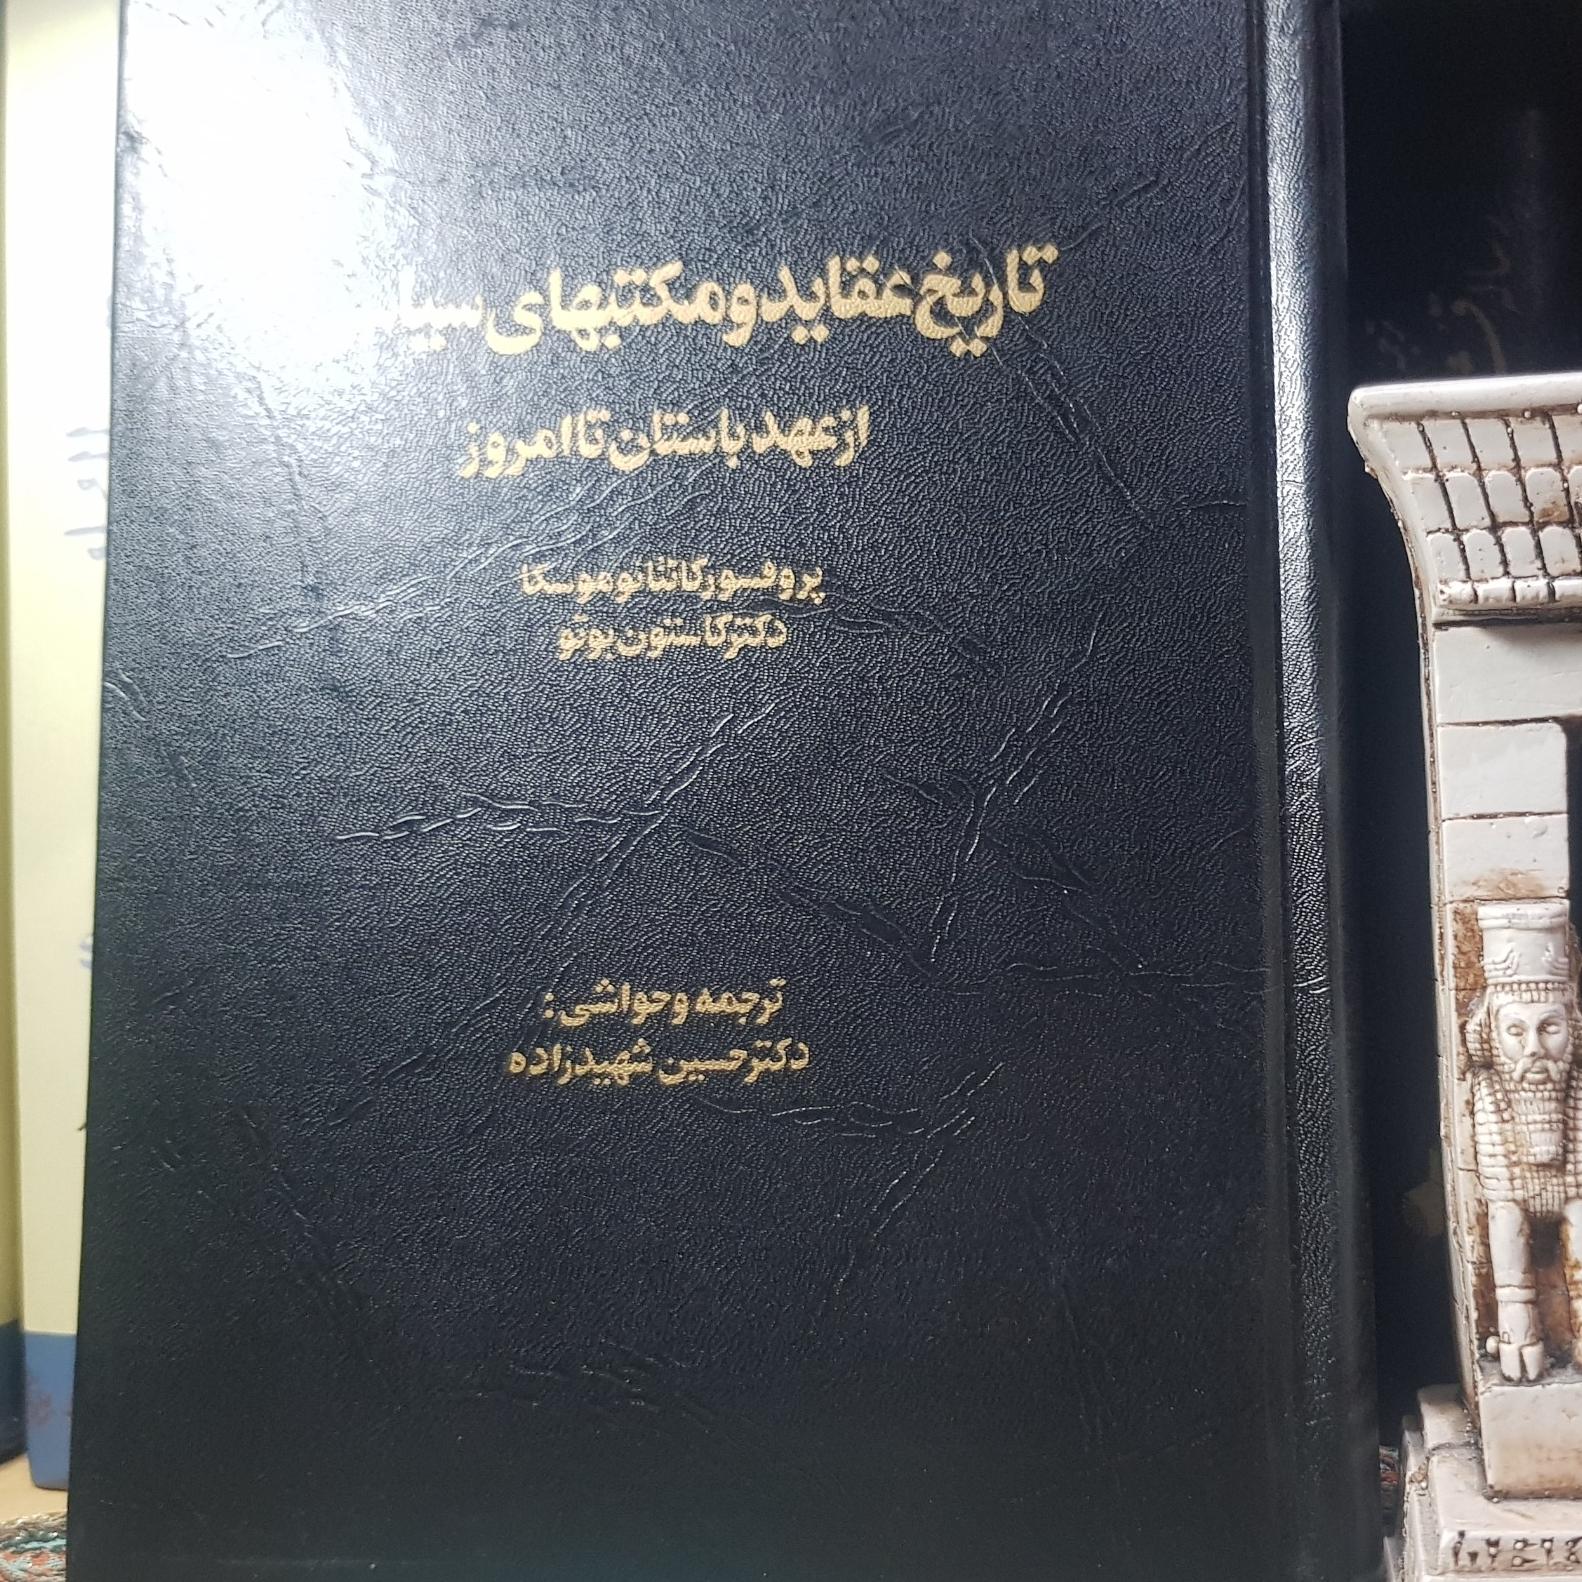 تاریخ عقاید و مکتبهای
از عهد باستان تا امروز
پروفسور گائتانو موسکا
دکتر گاستون بوتو
ترجمه و حواشی:
دکتر حسین شهیدزاده